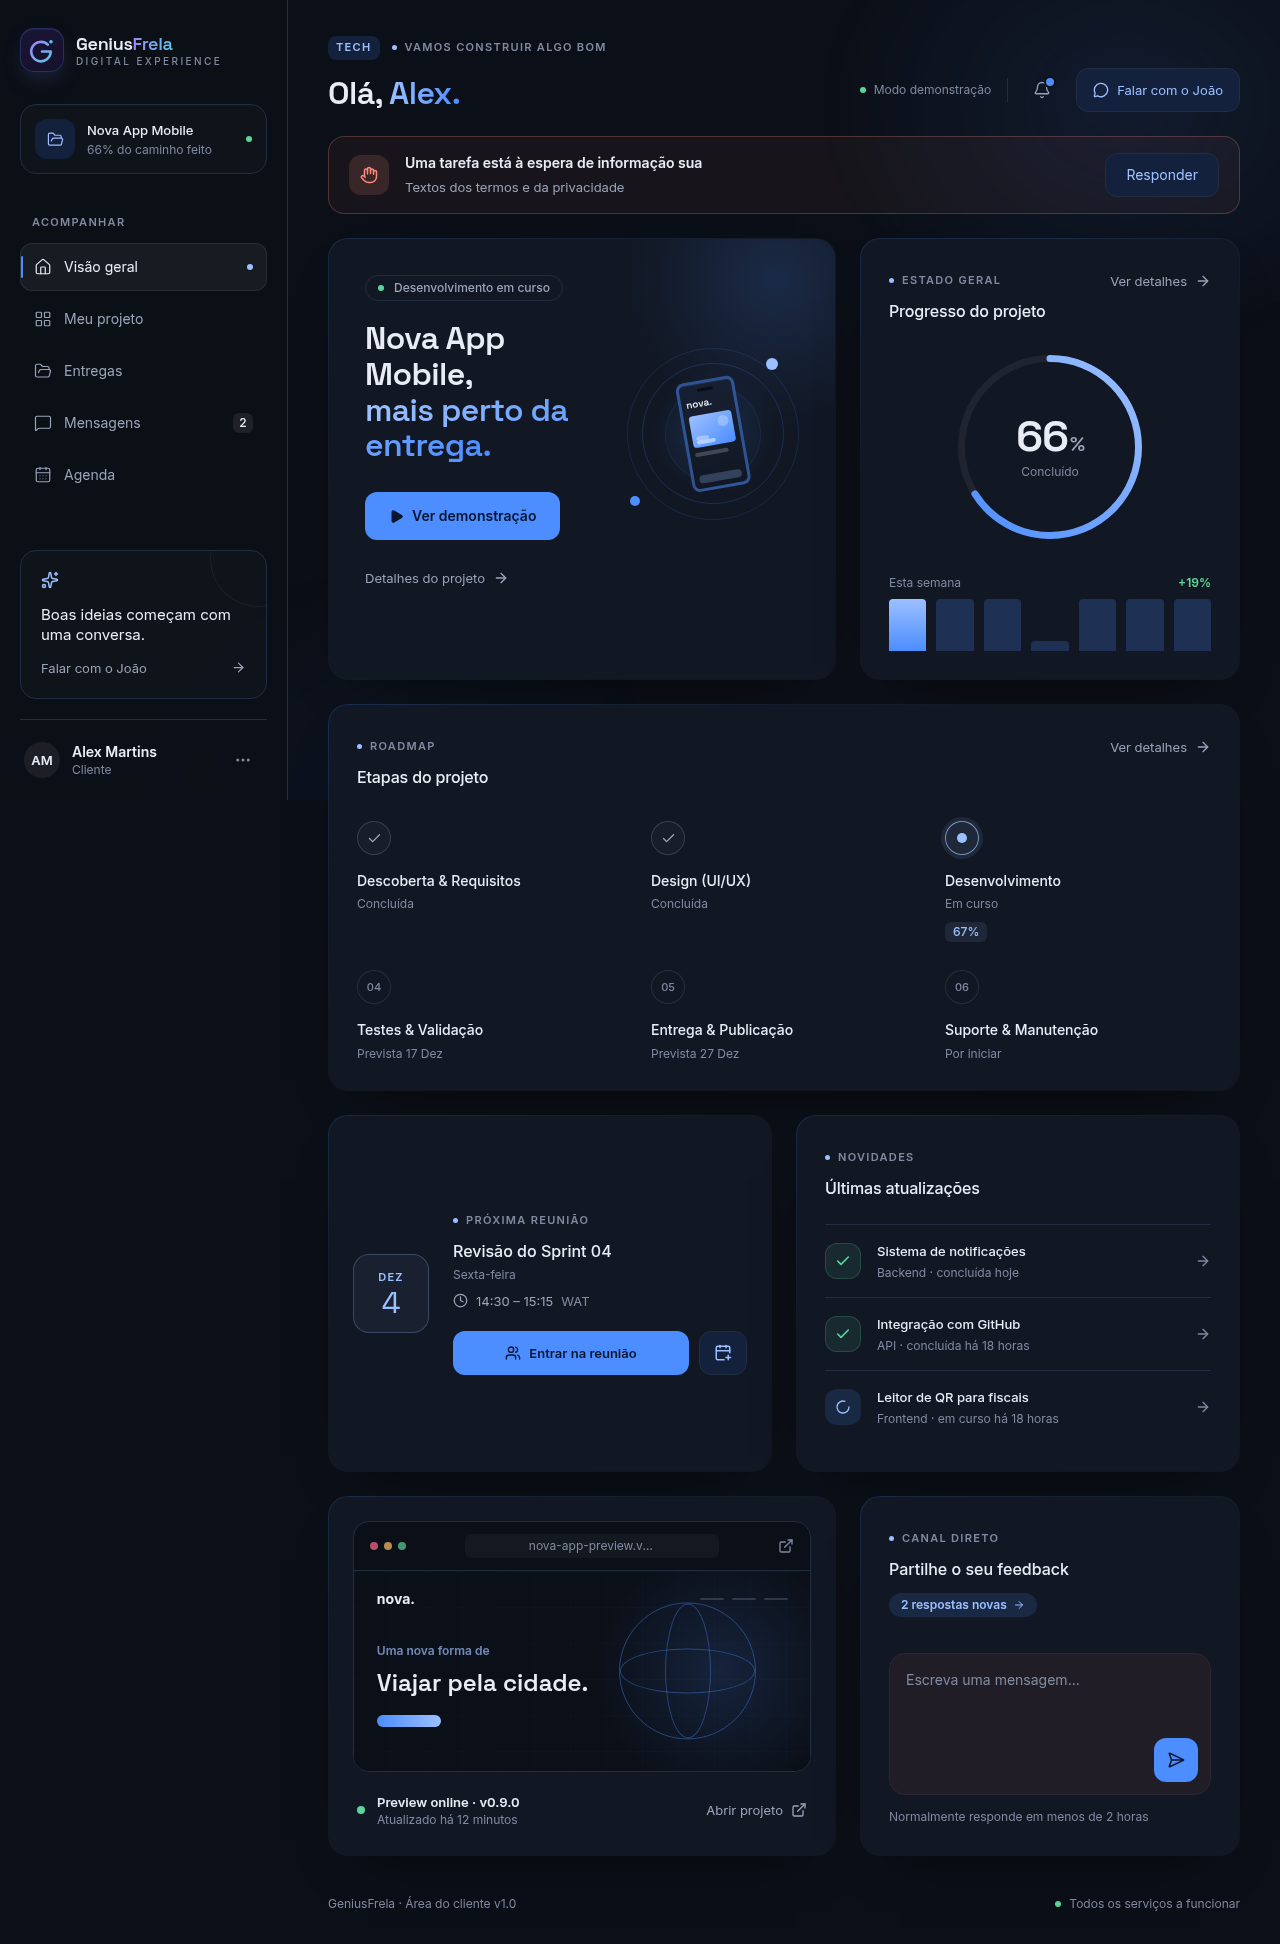 GeniusFrela
DIGITAL EXPERIENCE
Nova App Mobile
66% do caminho feito
ACOMPANHAR
Visão geral
Meu projeto
Entregas
Mensagens 2
Agenda
Boas ideias começam com
uma conversa.
Falar com o João
AM
Alex Martins
Cliente
TECH VAMOS CONSTRUIR ALGO BOM
Olá, Alex.
Modo demonstração
Falar com o João
Uma tarefa está à espera de informação sua
Textos dos termos e da privacidade
Responder
Desenvolvimento em curso
Nova App
Mobile,
mais perto da
entrega.
Ver demonstração
Detalhes do projeto
nova.
ESTADO GERAL
Progresso do projeto
Ver detalhes
66%
Concluído
Esta semana +19%
ROADMAP
Etapas do projeto
Ver detalhes
Descoberta & Requisitos
Concluída
Design (UI/UX)
Concluída
Desenvolvimento
Em curso
67%
04
Testes & Validação
Prevista 17 Dez
05
Entrega & Publicação
Prevista 27 Dez
06
Suporte & Manutenção
Por iniciar
DEZ
4
PRÓXIMA REUNIÃO
Revisão do Sprint 04
Sexta-feira
14:30 – 15:15 WAT
Entrar na reunião
NOVIDADES
Últimas atualizações
Sistema de notificações
Backend · concluída hoje
Integração com GitHub
API · concluída há 18 horas
Leitor de QR para fiscais
Frontend · em curso há 18 horas
nova-app-preview.v...
nova.
Uma nova forma de
Viajar pela cidade.
Preview online · v0.9.0
Atualizado há 12 minutos
Abrir projeto
CANAL DIRETO
Partilhe o seu feedback
2 respostas novas
Escreva uma mensagem...
Normalmente responde em menos de 2 horas
GeniusFrela · Área do cliente v1.0
Todos os serviços a funcionar